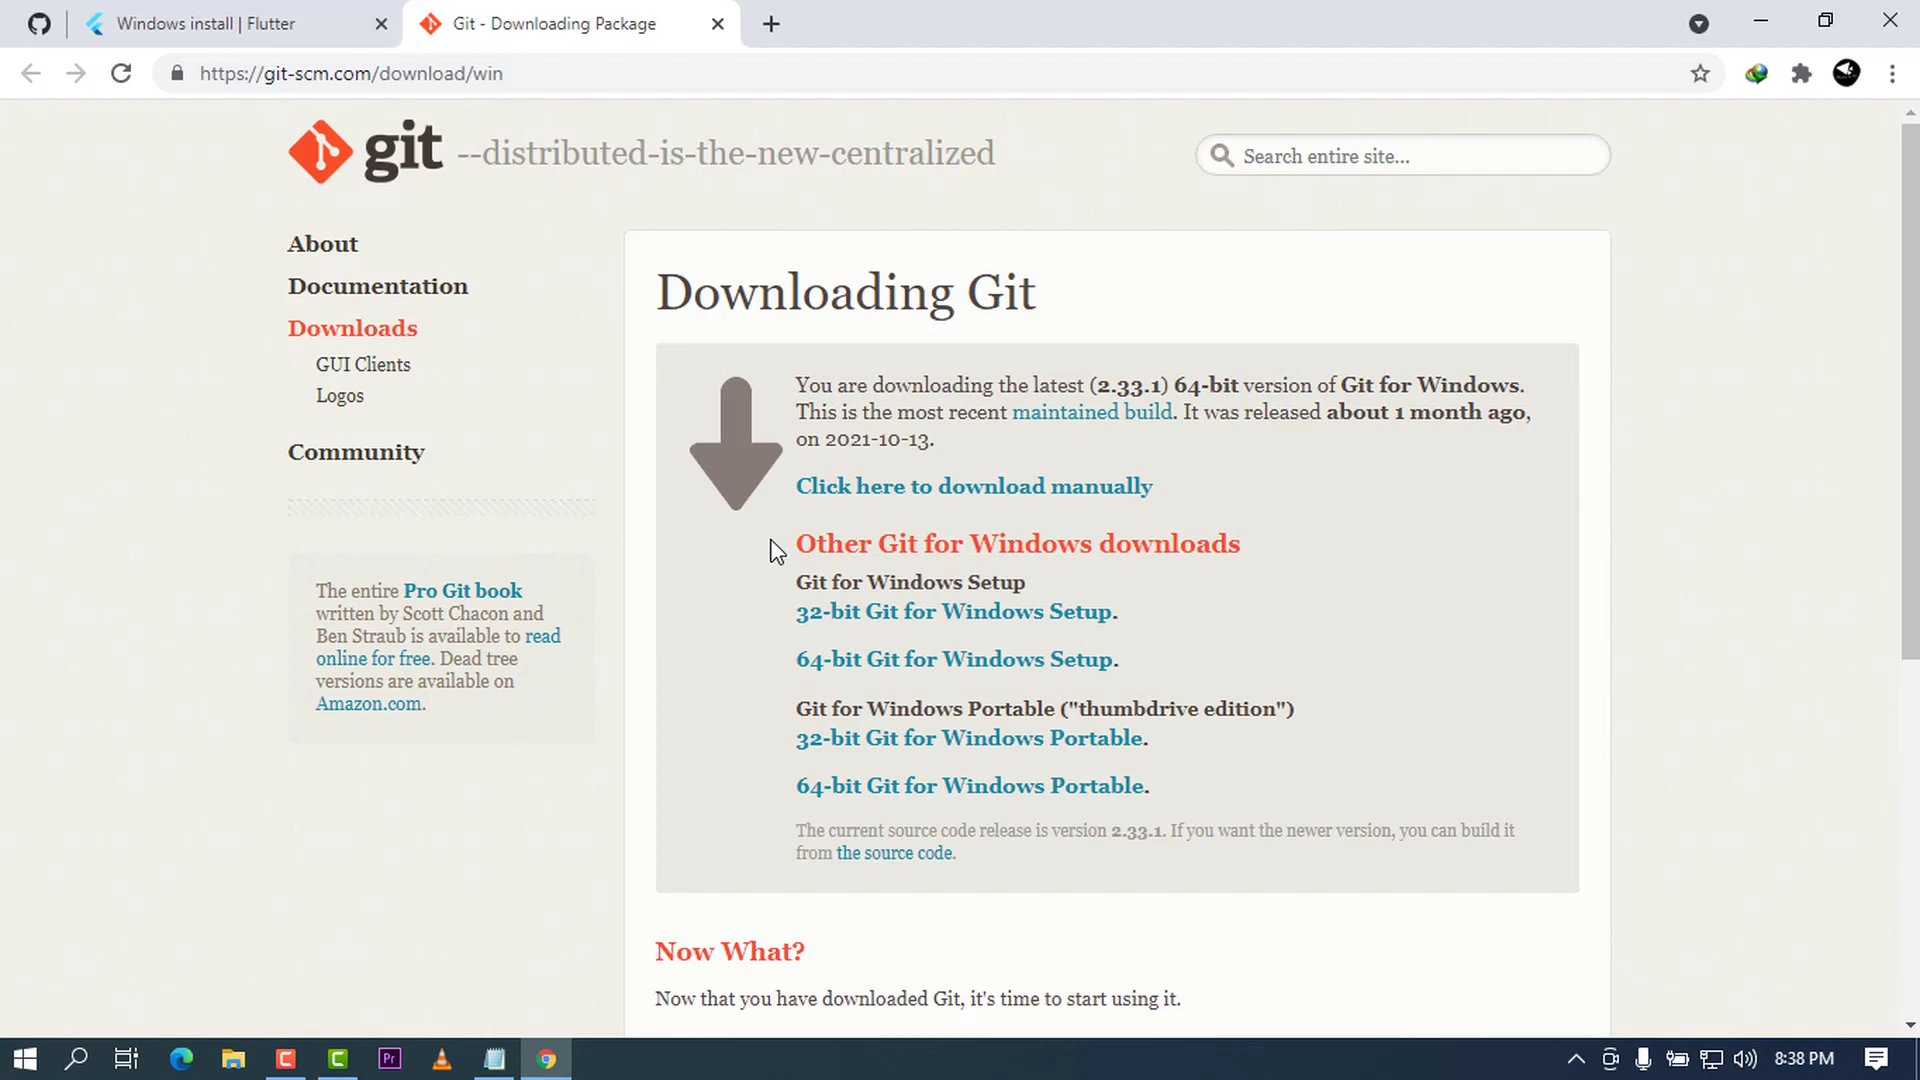 Windows install | Flutter
Git - Downloading Package
https://git-scm.com/download/win
git --distributed-is-the-new-centralized
Search entire site...
About
Documentation
Downloads
GUI Clients
Logos
Community
The entire Pro Git book
written by Scott Chacon and
Ben Straub is available to read
online for free. Dead tree
versions are available on
Amazon.com.
Downloading Git
You are downloading the latest (2.33.1) 64-bit version of Git for Windows.
This is the most recent maintained build. It was released about 1 month ago,
on 2021-10-13.
Click here to download manually
Other Git for Windows downloads
Git for Windows Setup
32-bit Git for Windows Setup.
64-bit Git for Windows Setup.
Git for Windows Portable ("thumbdrive edition")
32-bit Git for Windows Portable.
64-bit Git for Windows Portable.
The current source code release is version 2.33.1. If you want the newer version, you can build it
from the source code.
Now What?
Now that you have downloaded Git, it's time to start using it.
C
C
Pr
8:38 PM